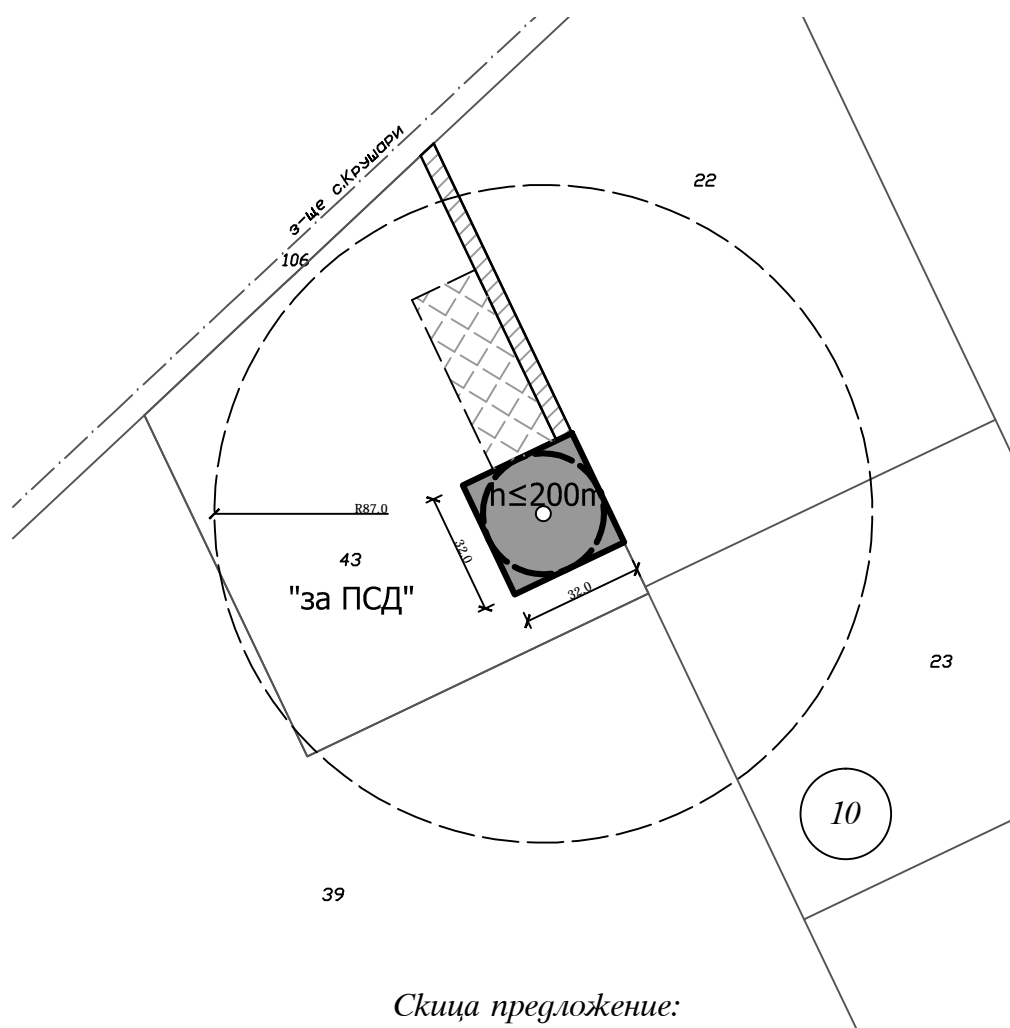 з-ще с.Крушари
22
106
h≤200m
R87.0
32.0
43
"за ПСД"
32.0
23
10
39
Скица предложение: